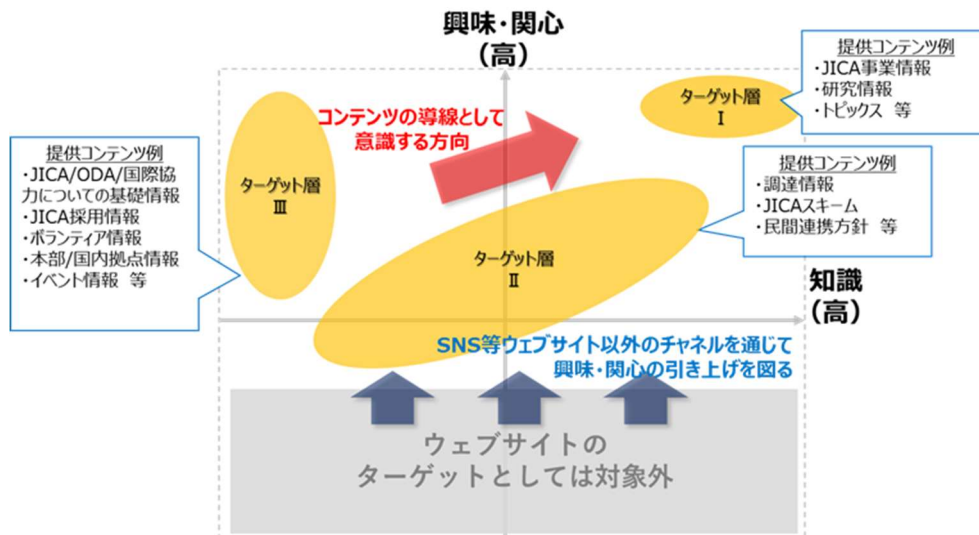 興味・関心
(高)
提供コンテンツ例
・JICA事業情報
・研究情報
・トピックス 等
ターゲット層
Ⅰ
コンテンツの導線として
意識する方向
提供コンテンツ例
・JICA/ODA/国際協
力についての基礎情報
・JICA採用情報
・ボランティア情報
・本部/国内拠点情報
・イベント情報 等
ターゲット層
Ⅲ
提供コンテンツ例
・調達情報
・JICAスキーム
・民間連携方針 等
ターゲット層
Ⅱ
知識
(高)
SNS等ウェブサイト以外のチャネルを通じて
興味・関心の引き上げを図る
ウェブサイトの
ターゲットとしては対象外